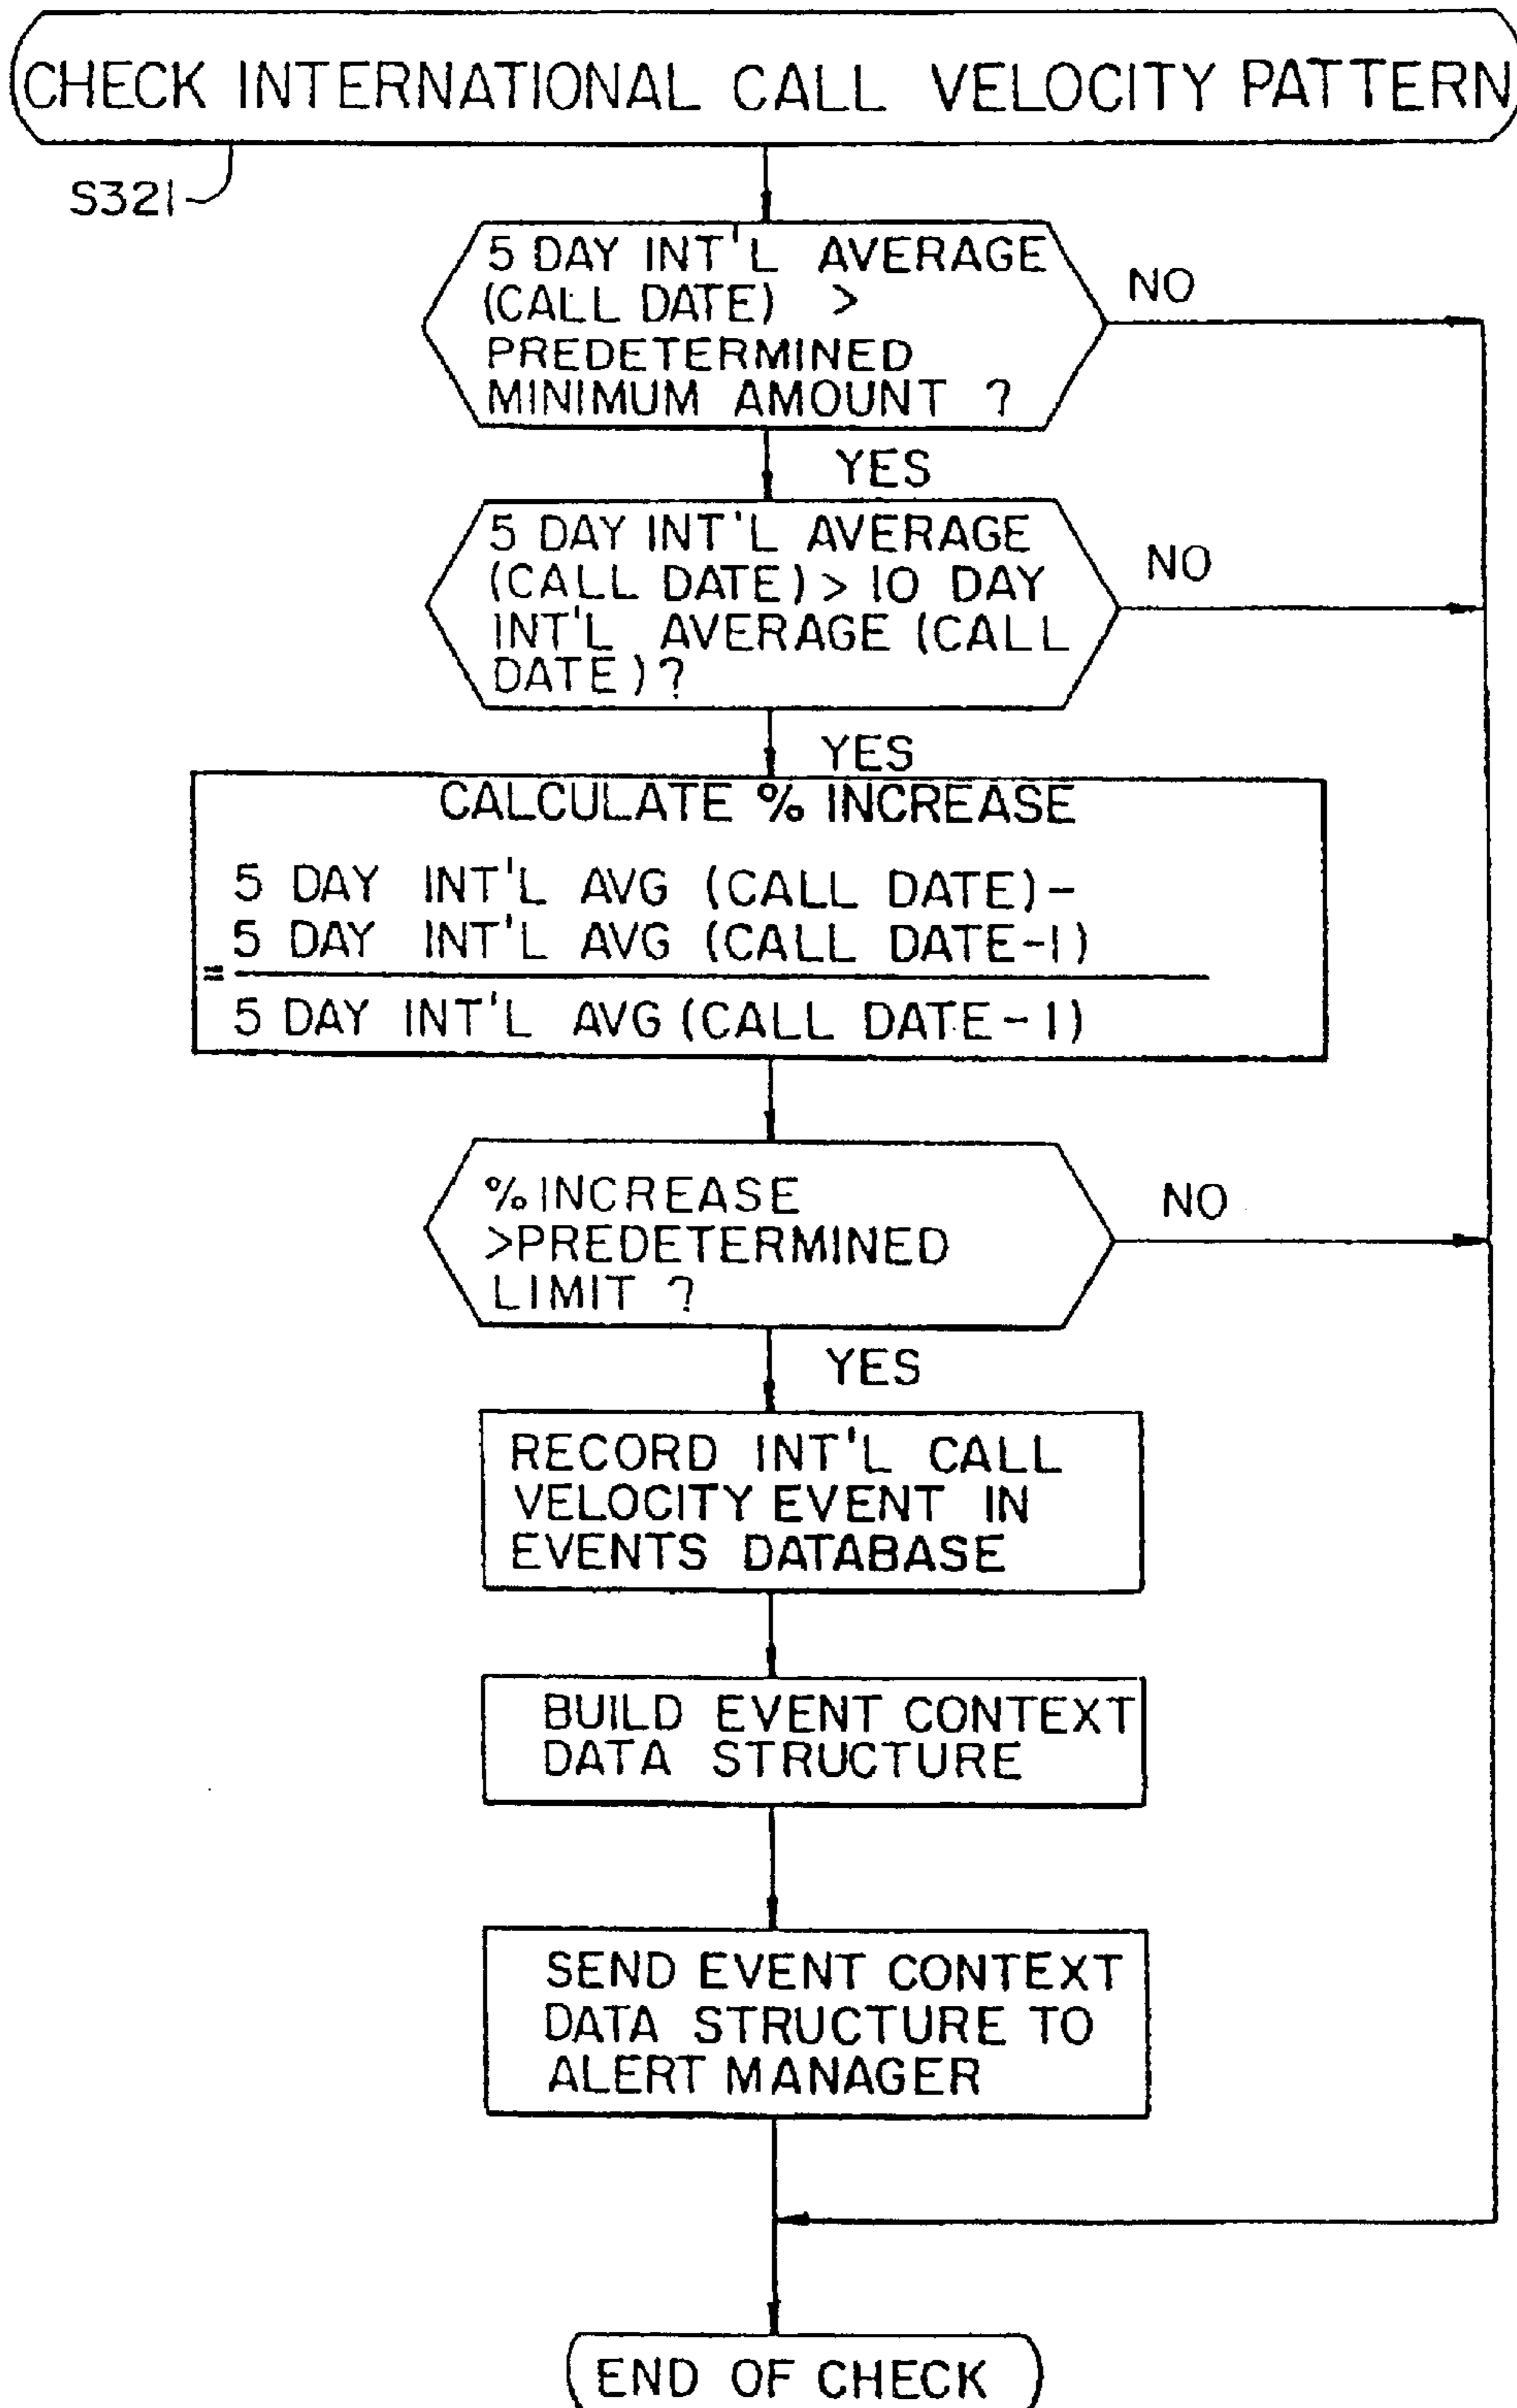 CHECK INTERNATIONAL CALL VELOCITY PATTERN
S321
5 DAY INT'L AVERAGE
(CALL DATE) >
PREDETERMINED
MINIMUM AMOUNT ?
NO
YES
5 DAY INT'L AVERAGE
(CALL DATE) > 10 DAY
INT'L AVERAGE (CALL
DATE)?
NO
YES
CALCULATE % INCREASE
5 DAY INT'L AVG (CALL DATE)-
5 DAY INT'L AVG (CALL DATE-1)
=
5 DAY INT'L AVG (CALL DATE-1)
% INCREASE
>PREDETERMINED
LIMIT ?
NO
YES
RECORD INT'L CALL
VELOCITY EVENT IN
EVENTS DATABASE
BUILD EVENT CONTEXT
DATA STRUCTURE
SEND EVENT CONTEXT
DATA STRUCTURE TO
ALERT MANAGER
END OF CHECK